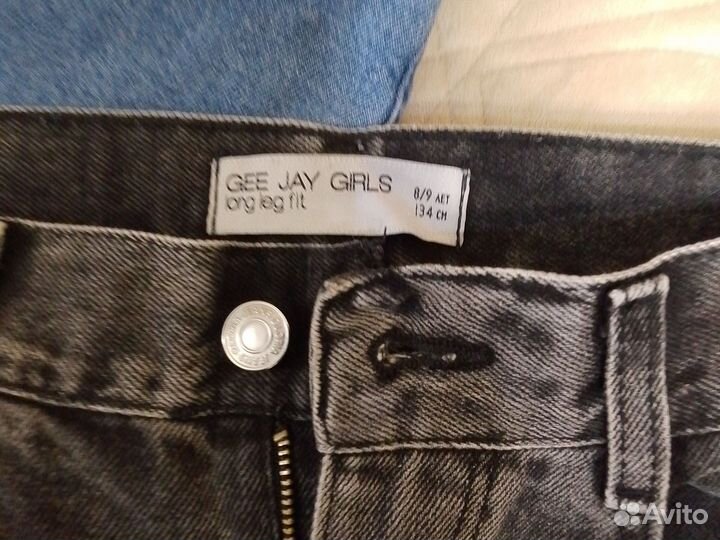 GEE JAY GIRLS
long leg fit
8/9 ЛЕТ
134 СМ
Avito